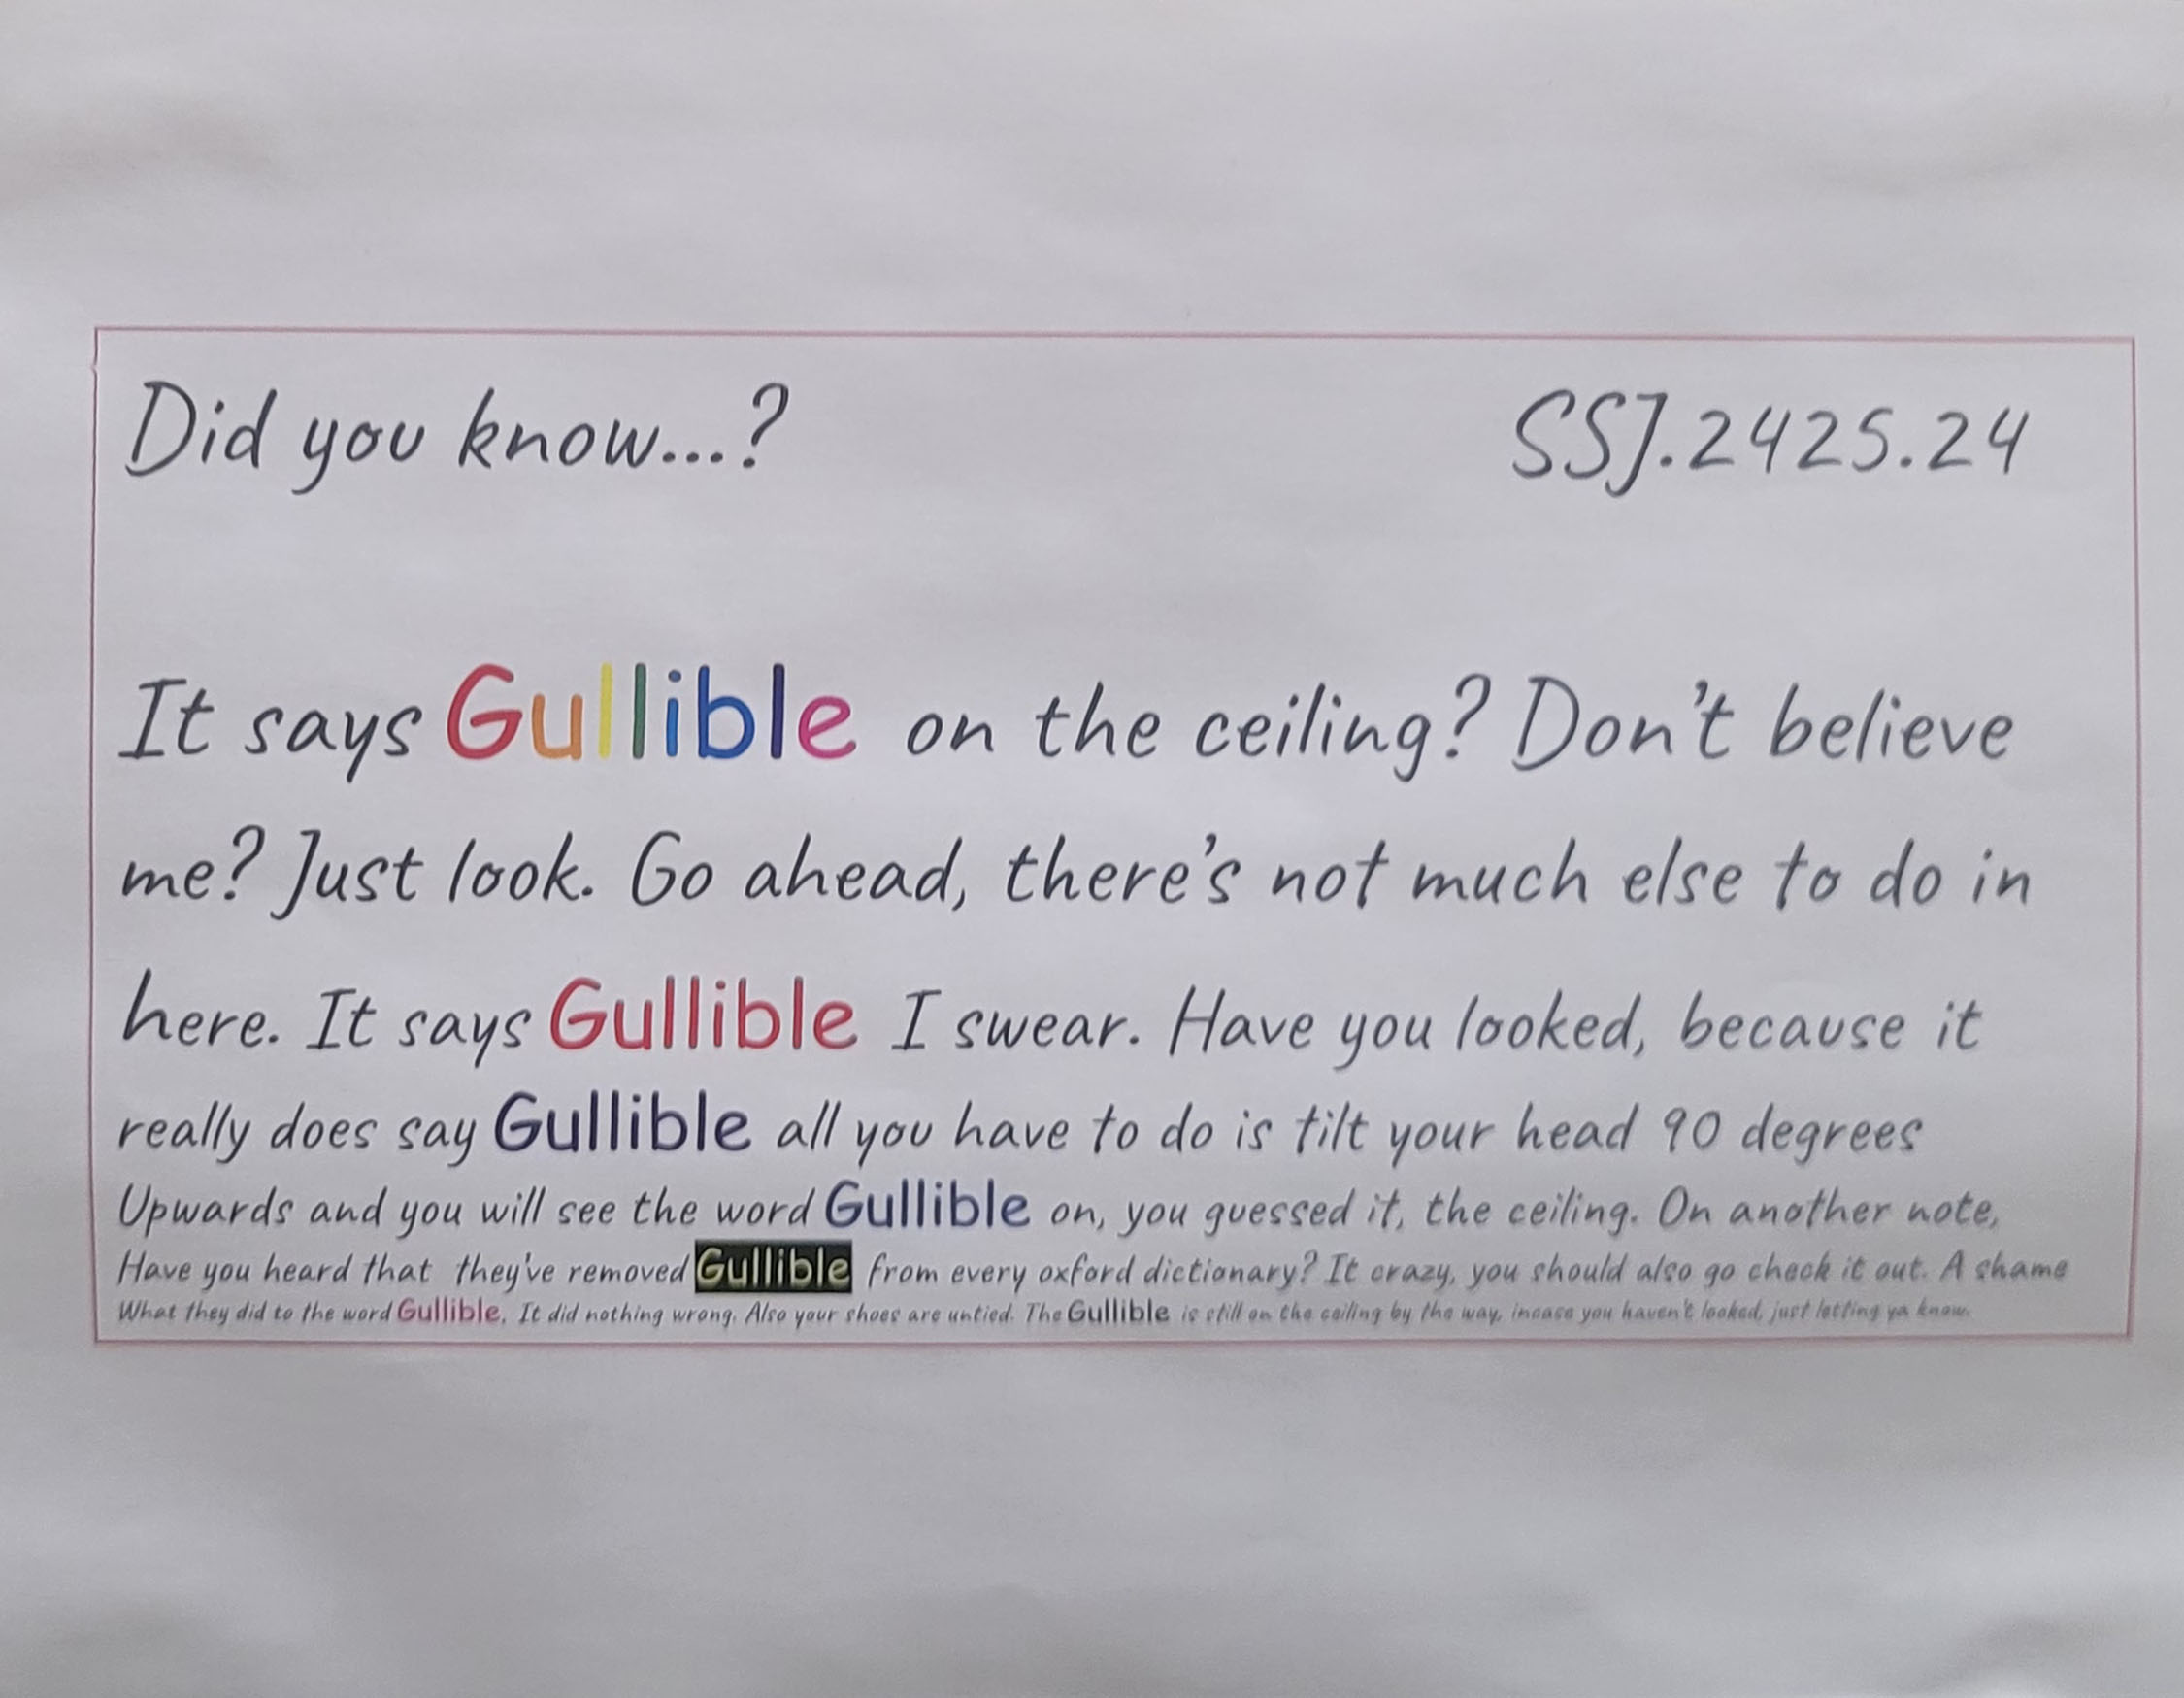 Did you know...? SSJ.2425.24
It says Gullible on the ceiling? Don't believe
me? Just look. Go ahead, there's not much else to do in
here. It says Gullible I swear. Have you looked, because it
really does say Gullible all you have to do is tilt your head 90 degrees
Upwards and you will see the word Gullible on, you guessed it, the ceiling. On another note,
Have you heard that they've removed Gullible from every oxford dictionary? It crazy, you should also go check it out. A shame
What they did to the word Gullible. It did nothing wrong. Also your shoes are untied. The Gullible is still on the ceiling by the way, incase you haven't looked, just letting ya know.